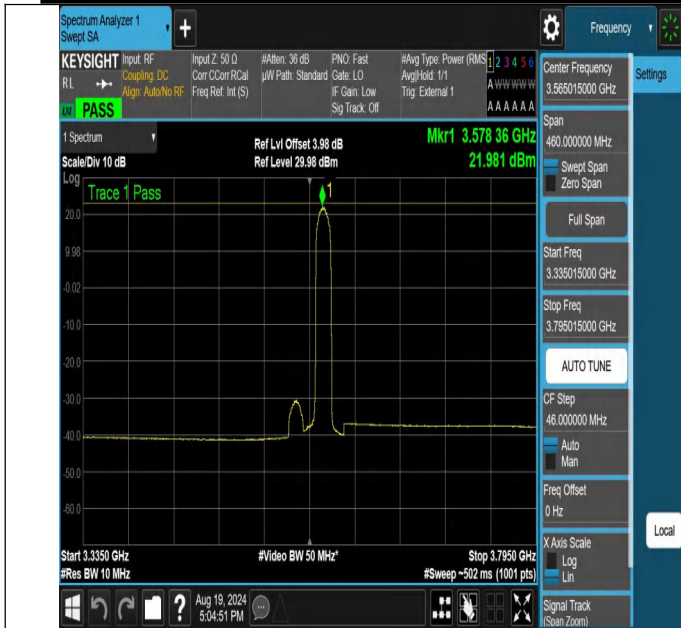 Spectrum Analyzer 1
Swept SA
+
Frequency
KEYSIGHT
RL
PASS
Input: RF
Coupling: DC
Align: Auto/No RF
Input Z: 50 Ω
Corr CCorr RCal
Freq Ref: Int (S)
#Atten: 36 dB
µW Path: Standard
PNO: Fast
Gate: LO
IF Gain: Low
Sig Track: Off
#Avg Type: Power (RMS
Avg|Hold: 1/1
Trig: External 1
1 2 3 4 5 6
A W W W W W
A A A A A A
1 Spectrum
Scale/Div 10 dB
Ref Lvl Offset 3.98 dB
Ref Level 29.98 dBm
Mkr1 3.578 36 GHz
21.981 dBm
Log
Trace 1 Pass
1
20.0
9.98
-0.02
-10.0
-20.0
-30.0
-40.0
-50.0
-60.0
Start 3.3350 GHz
#Res BW 10 MHz
#Video BW 50 MHz*
Stop 3.7950 GHz
#Sweep ~502 ms (1001 pts)
Aug 19, 2024
5:04:51 PM
?
Center Frequency
3.565015000 GHz
Settings
Span
460.000000 MHz
Swept Span
Zero Span
Full Span
Start Freq
3.335015000 GHz
Stop Freq
3.795015000 GHz
AUTO TUNE
CF Step
46.000000 MHz
Auto
Man
Freq Offset
0 Hz
X Axis Scale
Log
Lin
Local
Signal Track
(Span Zoom)